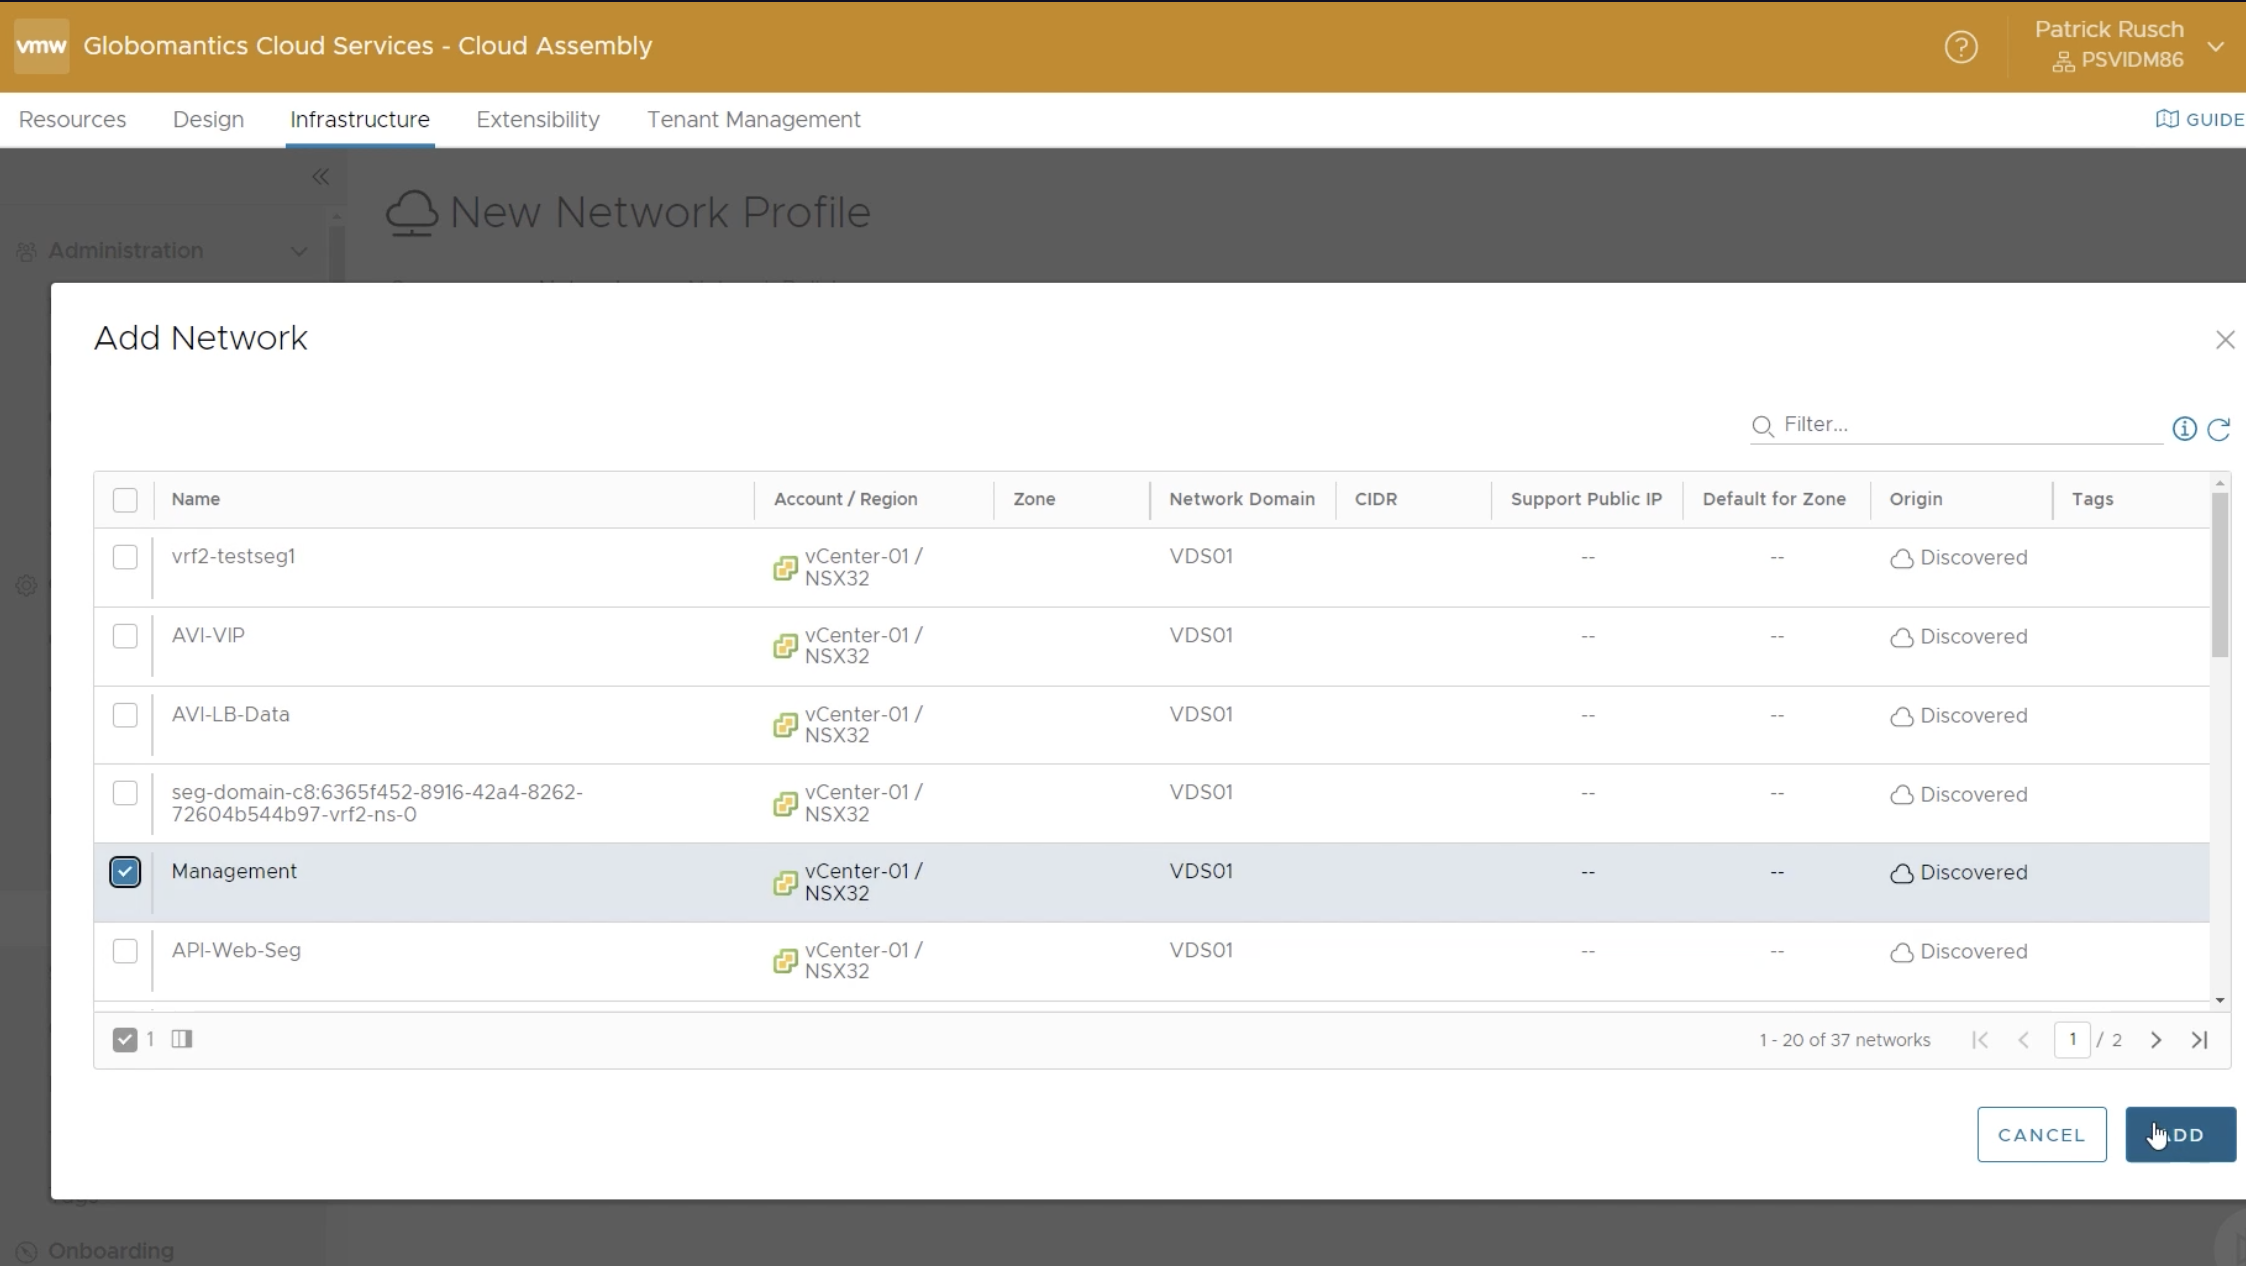 vmw Globomantics Cloud Services - Cloud Assembly
Patrick Rusch
PSVIDM86
Resources Design Infrastructure Extensibility Tenant Management GUIDE
New Network Profile
Administration
Add Network
Filter...
Name Account / Region Zone Network Domain CIDR Support Public IP Default for Zone Origin Tags
vrf2-testseg1 vCenter-01 / VDS01 -- -- Discovered
NSX32
AVI-VIP vCenter-01 / VDS01 -- -- Discovered
NSX32
AVI-LB-Data vCenter-01 / VDS01 -- -- Discovered
NSX32
seg-domain-c8:6365f452-8916-42a4-8262- vCenter-01 / VDS01 -- -- Discovered
72604b544b97-vrf2-ns-0 NSX32
Management vCenter-01 / VDS01 -- -- Discovered
NSX32
API-Web-Seg vCenter-01 / VDS01 -- -- Discovered
NSX32
1 1 - 20 of 37 networks 1 / 2
CANCEL
Onboarding